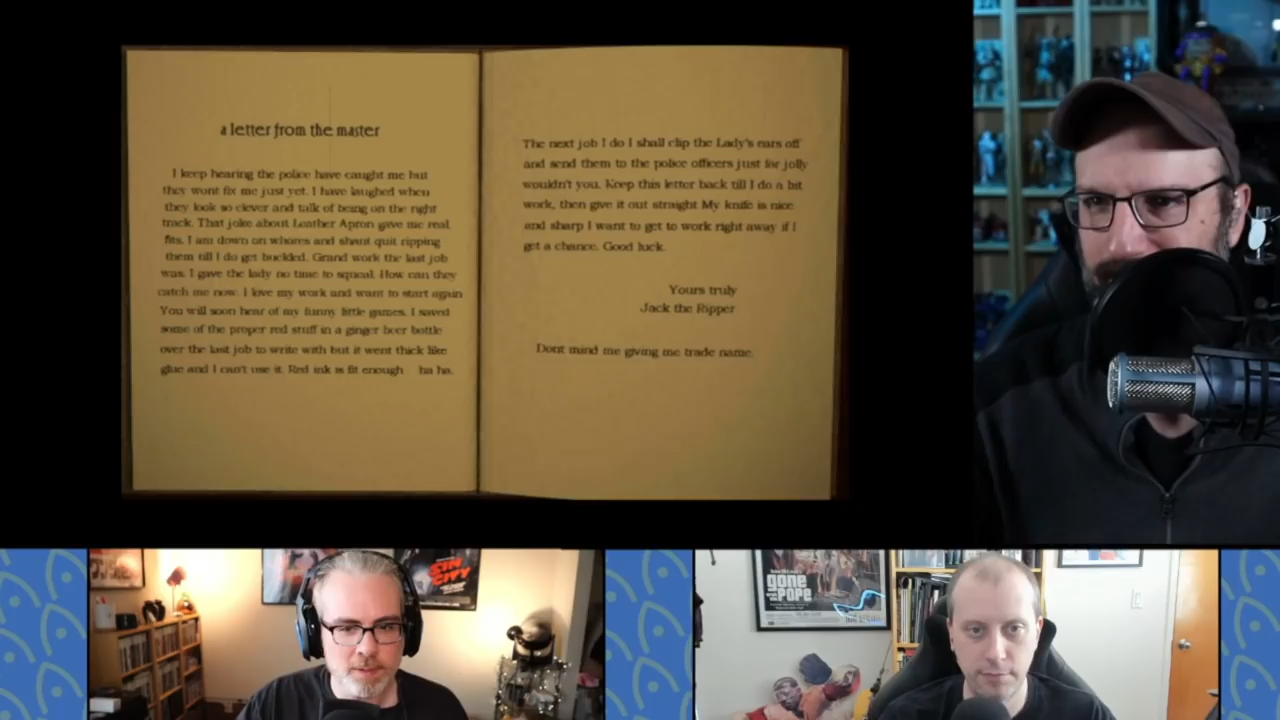 a letter from the master
I keep hearing the police have caught me but
they wont fix me just yet. I have laughed when
they look so clever and talk of being on the right
track. That joke about Leather Apron gave me real
fits. I am down on whores and shant quit ripping
them till I do get buckled. Grand work the last job
was. I gave the lady no time to squeal. How can they
catch me now. I love my work and want to start again
You will soon hear of my funny little games. I saved
some of the proper red stuff in a ginger beer bottle
over the last job to write with but it went thick like
glue and I can't use it. Red ink is fit enough ha ha.
The next job I do I shall clip the Lady's ears off
and send them to the police officers just for jolly
wouldn't you. Keep this letter back till I do a bit
work, then give it out straight My knife is nice
and sharp I want to get to work right away if I
get a chance. Good luck.
Yours truly
Jack the Ripper
Dont mind me giving me trade name.
SIN
CITY
gone
POPE